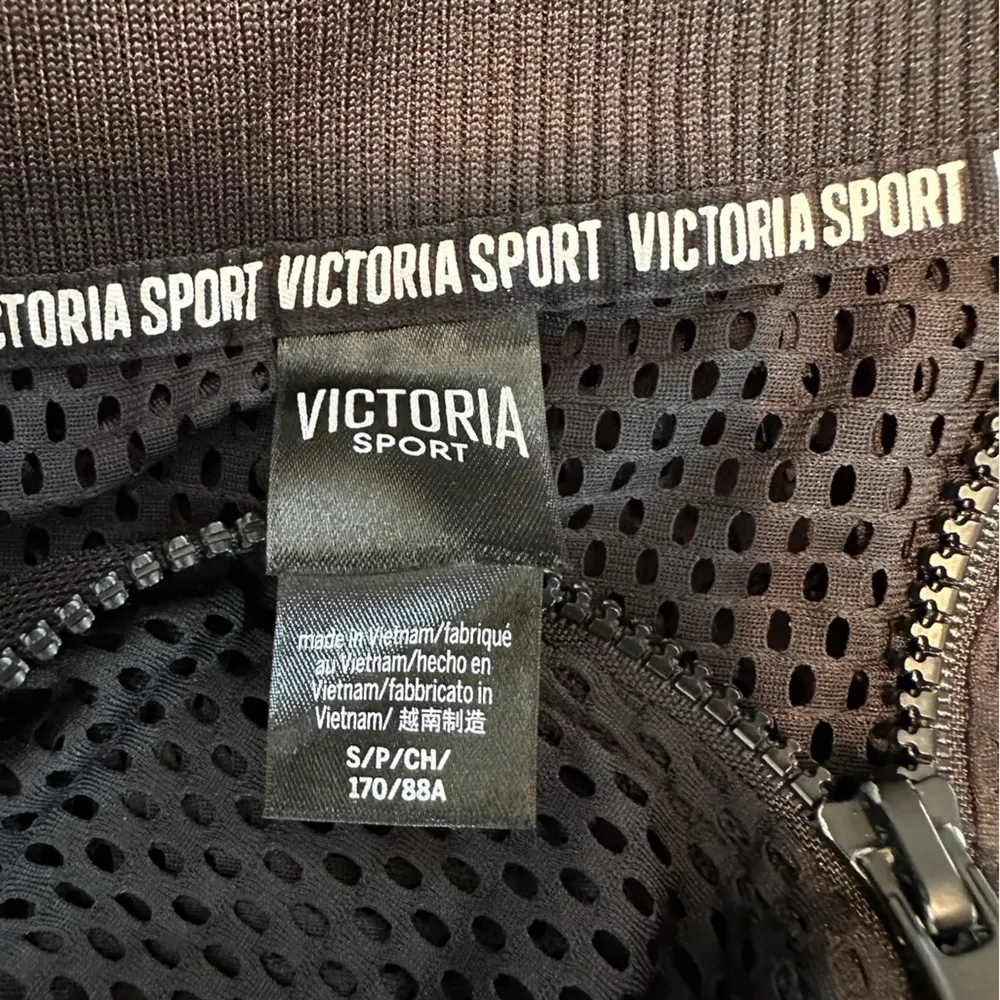 CTORIA SPORT VICTORIA SPORT VICTORIA SPORT
VICTORIA
SPORT
made in Vietnam/fabriqué
au Vietnam/hecho en
Vietnam/fabbricato in
Vietnam/ 越南制造
S/P/CH/
170/88A